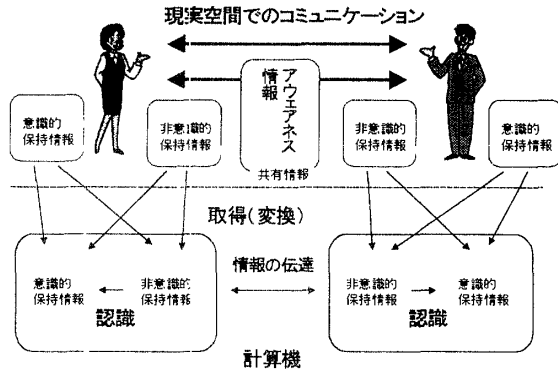 現実空間でのコミュニケーション
アウェアネス
情報
共有情報
意識的
保持情報
非意識的
保持情報
非意識的
保持情報
意識的
保持情報
取得(変換)
意識的
保持情報
非意識的
保持情報
認識
情報の伝達
非意識的
保持情報
意識的
保持情報
認識
計算機